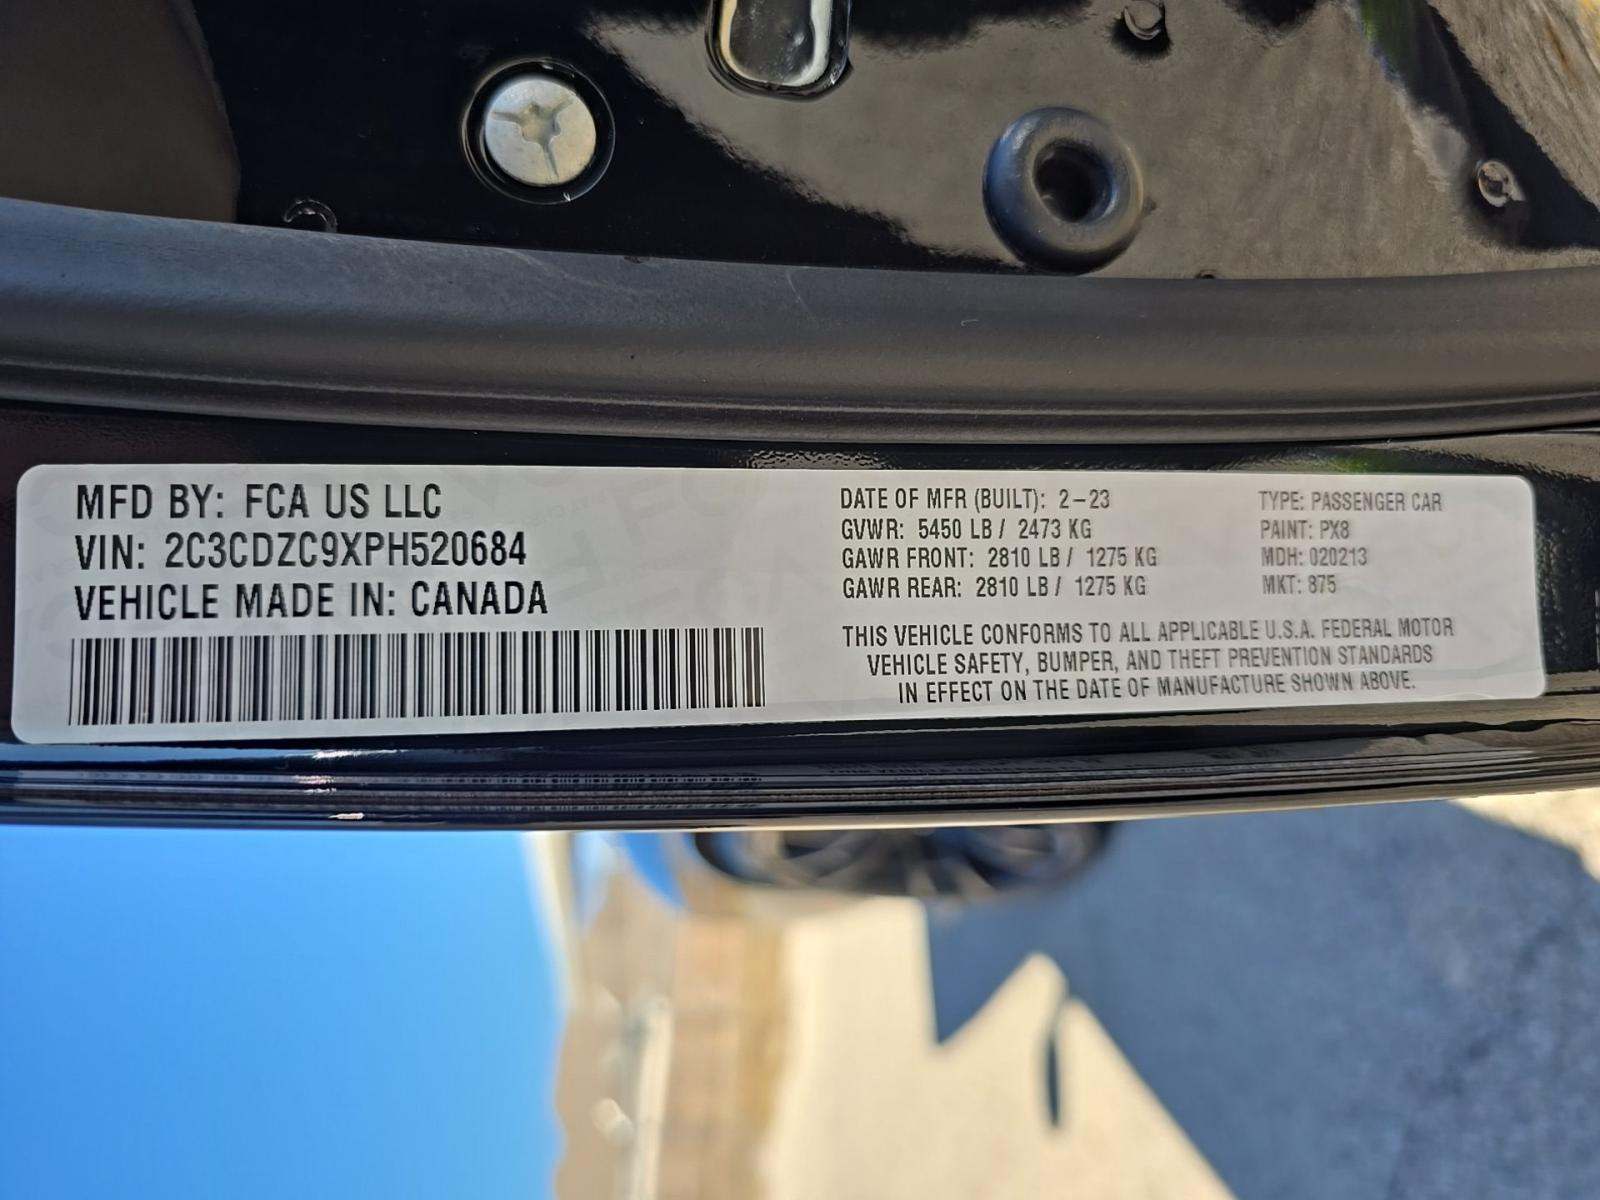 MFD BY: FCA US LLC
VIN: 2C3CDZC9XPH520684
VEHICLE MADE IN: CANADA
DATE OF MFR (BUILT): 2-23
GVWR: 5450 LB / 2473 KG
GAWR FRONT: 2810 LB / 1275 KG
GAWR REAR: 2810 LB / 1275 KG
TYPE: PASSENGER CAR
PAINT: PX8
MDH: 020213
MKT: 875
THIS VEHICLE CONFORMS TO ALL APPLICABLE U.S.A. FEDERAL MOTOR
VEHICLE SAFETY, BUMPER, AND THEFT PREVENTION STANDARDS
IN EFFECT ON THE DATE OF MANUFACTURE SHOWN ABOVE.